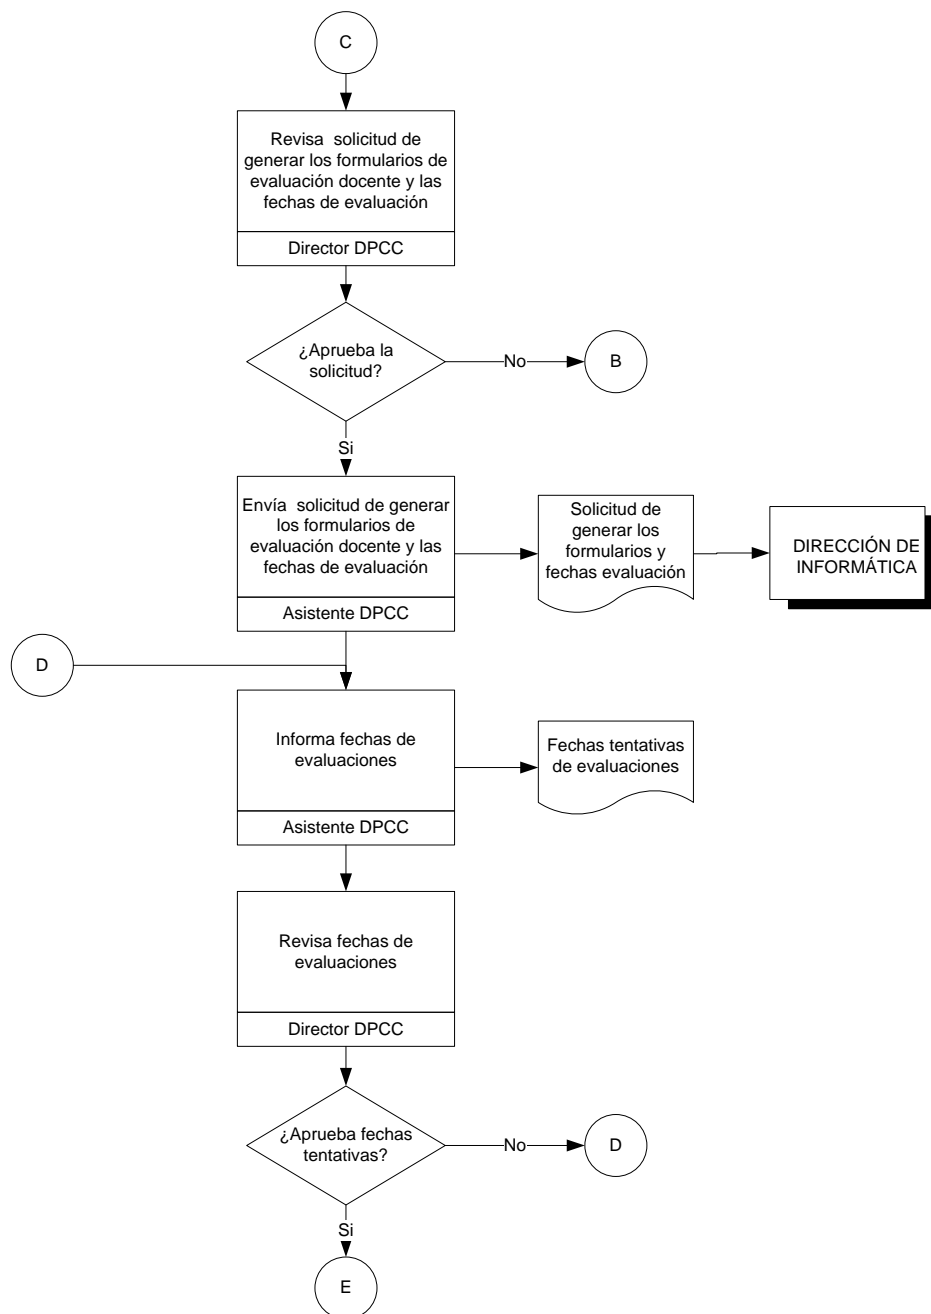 C
Revisa solicitud de
generar los formularios de
evaluación docente y las
fechas de evaluación
Director DPCC
¿Aprueba la
solicitud?
No
B
Si
Envía solicitud de generar
los formularios de
evaluación docente y las
fechas de evaluación
Asistente DPCC
Solicitud de
generar los
formularios y
fechas evaluación
DIRECCIÓN DE
INFORMÁTICA
D
Informa fechas de
evaluaciones
Asistente DPCC
Fechas tentativas
de evaluaciones
Revisa fechas de
evaluaciones
Director DPCC
¿Aprueba fechas
tentativas?
No
D
Si
E